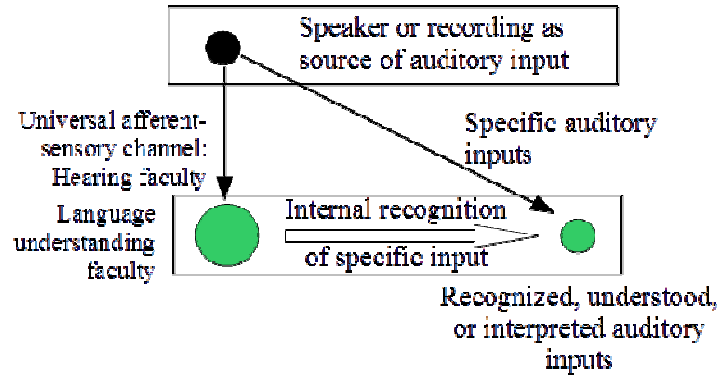 Speaker or recording as
source of auditory input
Universal afferent-
sensory channel:
Hearing faculty
Specific auditory
inputs
Language
understanding
faculty
Internal recognition
of specific input
Recognized, understood,
or interpreted auditory
inputs